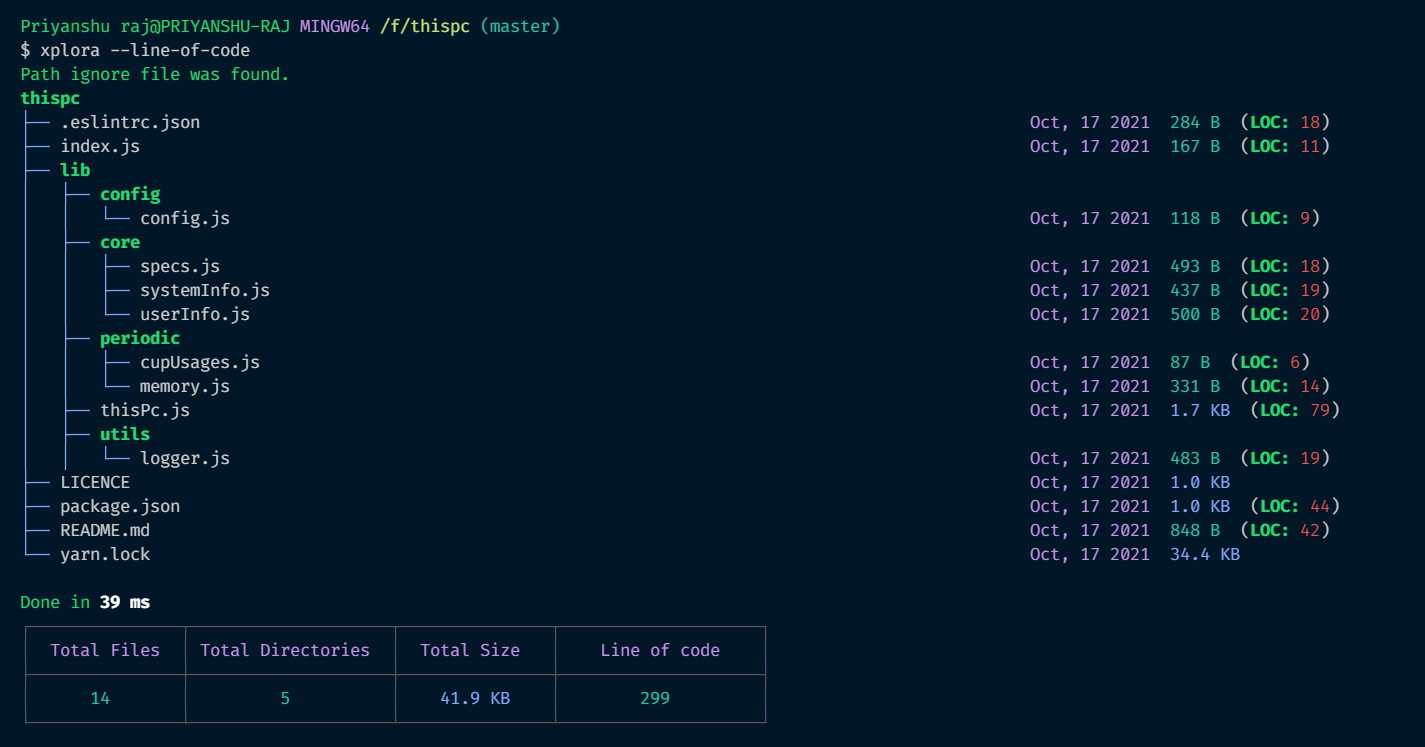 Priyanshu raj@PRIYANSHU-RAJ MINGW64 /f/thispc (master)
$ xplora --line-of-code
Path ignore file was found.
thispc
├── .eslintrc.json Oct, 17 2021 284 B (LOC: 18)
├── index.js Oct, 17 2021 167 B (LOC: 11)
├── lib
│   ├── config
│   │   └── config.js Oct, 17 2021 118 B (LOC: 9)
│   ├── core
│   │   ├── specs.js Oct, 17 2021 493 B (LOC: 18)
│   │   ├── systemInfo.js Oct, 17 2021 437 B (LOC: 19)
│   │   └── userInfo.js Oct, 17 2021 500 B (LOC: 20)
│   ├── periodic
│   │   ├── cupUsages.js Oct, 17 2021 87 B (LOC: 6)
│   │   └── memory.js Oct, 17 2021 331 B (LOC: 14)
│   ├── thisPc.js Oct, 17 2021 1.7 KB (LOC: 79)
│   ├── utils
│   │   └── logger.js Oct, 17 2021 483 B (LOC: 19)
├── LICENCE Oct, 17 2021 1.0 KB
├── package.json Oct, 17 2021 1.0 KB (LOC: 44)
├── README.md Oct, 17 2021 848 B (LOC: 42)
└── yarn.lock Oct, 17 2021 34.4 KB
Done in 39 ms
Total Files Total Directories Total Size Line of code
14 5 41.9 KB 299